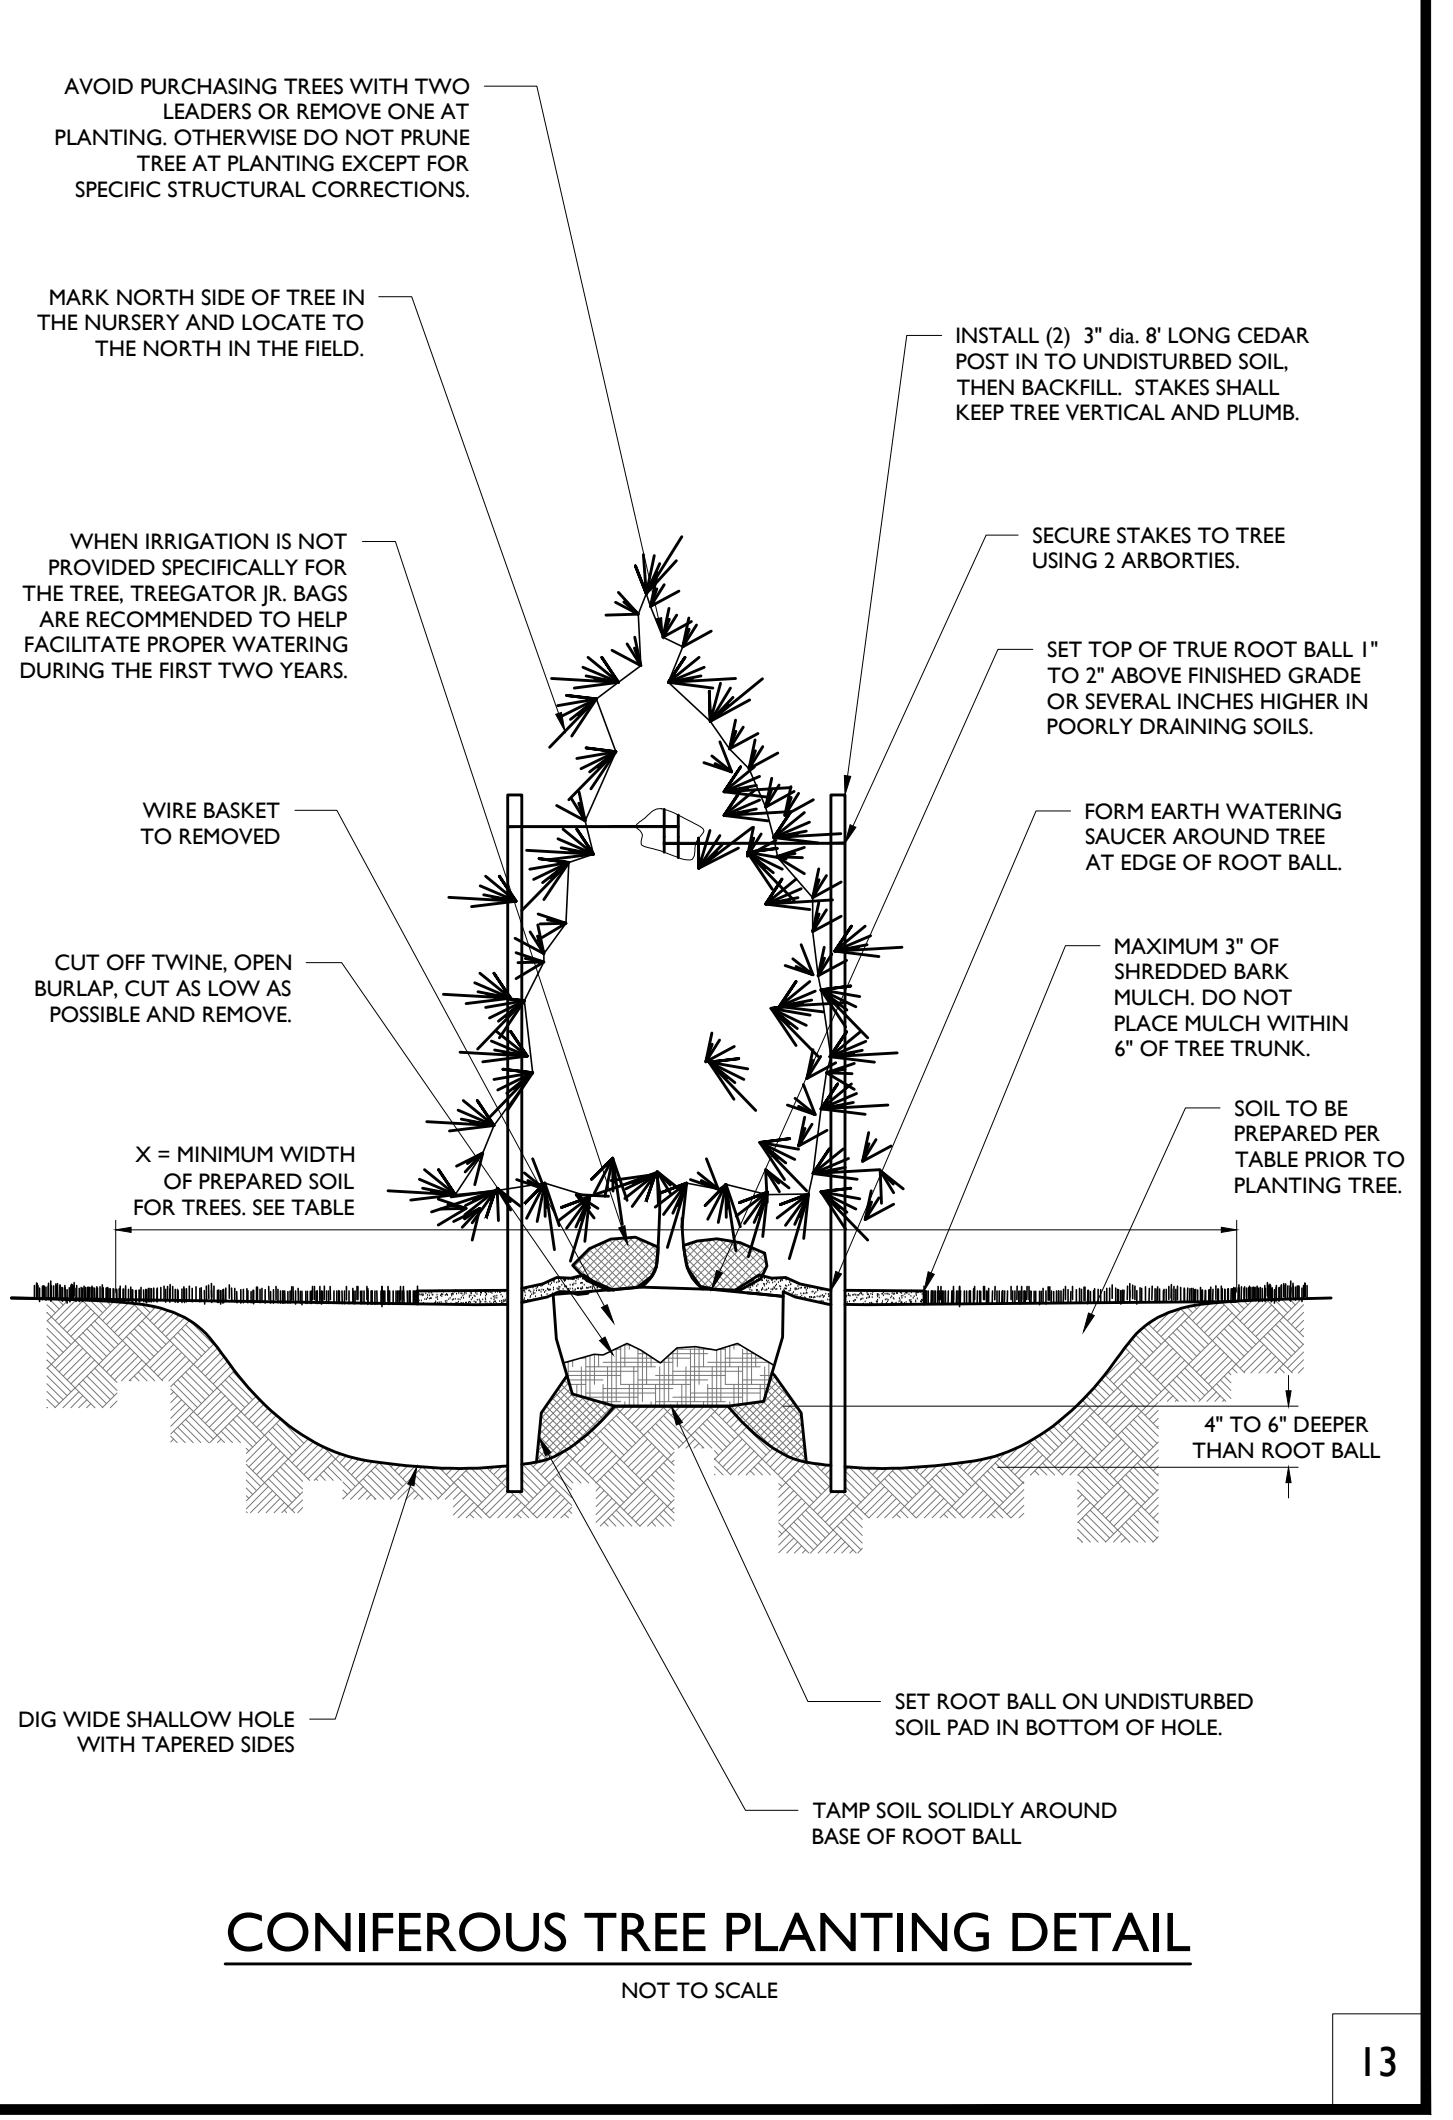 AVOID PURCHASING TREES WITH TWO
LEADERS OR REMOVE ONE AT
PLANTING. OTHERWISE DO NOT PRUNE
TREE AT PLANTING EXCEPT FOR
SPECIFIC STRUCTURAL CORRECTIONS.
MARK NORTH SIDE OF TREE IN
THE NURSERY AND LOCATE TO
THE NORTH IN THE FIELD.
INSTALL (2) 3" dia. 8' LONG CEDAR
POST IN TO UNDISTURBED SOIL,
THEN BACKFILL. STAKES SHALL
KEEP TREE VERTICAL AND PLUMB.
WHEN IRRIGATION IS NOT
PROVIDED SPECIFICALLY FOR
THE TREE, TREEGATOR JR. BAGS
ARE RECOMMENDED TO HELP
FACILITATE PROPER WATERING
DURING THE FIRST TWO YEARS.
SECURE STAKES TO TREE
USING 2 ARBORTIES.
SET TOP OF TRUE ROOT BALL 1"
TO 2" ABOVE FINISHED GRADE
OR SEVERAL INCHES HIGHER IN
POORLY DRAINING SOILS.
WIRE BASKET
TO REMOVED
FORM EARTH WATERING
SAUCER AROUND TREE
AT EDGE OF ROOT BALL.
CUT OFF TWINE, OPEN
BURLAP, CUT AS LOW AS
POSSIBLE AND REMOVE.
MAXIMUM 3" OF
SHREDDED BARK
MULCH. DO NOT
PLACE MULCH WITHIN
6" OF TREE TRUNK.
SOIL TO BE
PREPARED PER
TABLE PRIOR TO
PLANTING TREE.
X = MINIMUM WIDTH
OF PREPARED SOIL
FOR TREES. SEE TABLE
4" TO 6" DEEPER
THAN ROOT BALL
DIG WIDE SHALLOW HOLE
WITH TAPERED SIDES
SET ROOT BALL ON UNDISTURBED
SOIL PAD IN BOTTOM OF HOLE.
TAMP SOIL SOLIDLY AROUND
BASE OF ROOT BALL
CONIFEROUS TREE PLANTING DETAIL
NOT TO SCALE
13